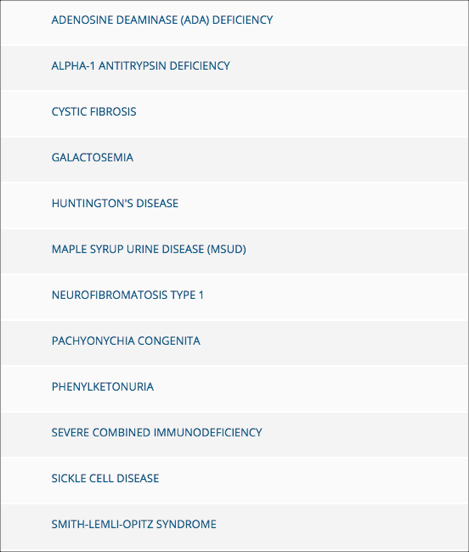 ADENOSINE DEAMINASE (ADA) DEFICIENCY
ALPHA-1 ANTITRYPSIN DEFICIENCY
CYSTIC FIBROSIS
GALACTOSEMIA
HUNTINGTON'S DISEASE
MAPLE SYRUP URINE DISEASE (MSUD)
NEUROFIBROMATOSIS TYPE 1
PACHYONYCHIA CONGENITA
PHENYLKETONURIA
SEVERE COMBINED IMMUNODEFICIENCY
SICKLE CELL DISEASE
SMITH-LEMLI-OPITZ SYNDROME